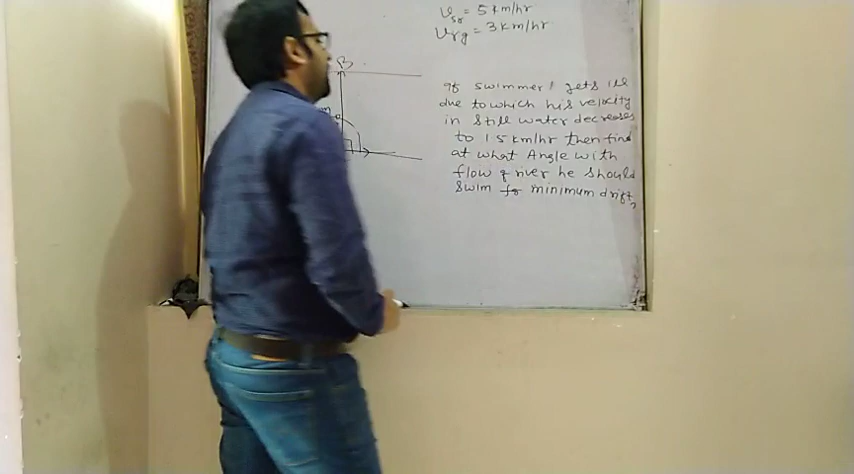 Vsr = 5 km/hr
Vrg = 3 km/hr
B
m
If swimmer gets ill
due to which his velocity
in still water decreases
to 1.5 km/hr then find
at what Angle with
flow of river he should
swim for minimum drift,